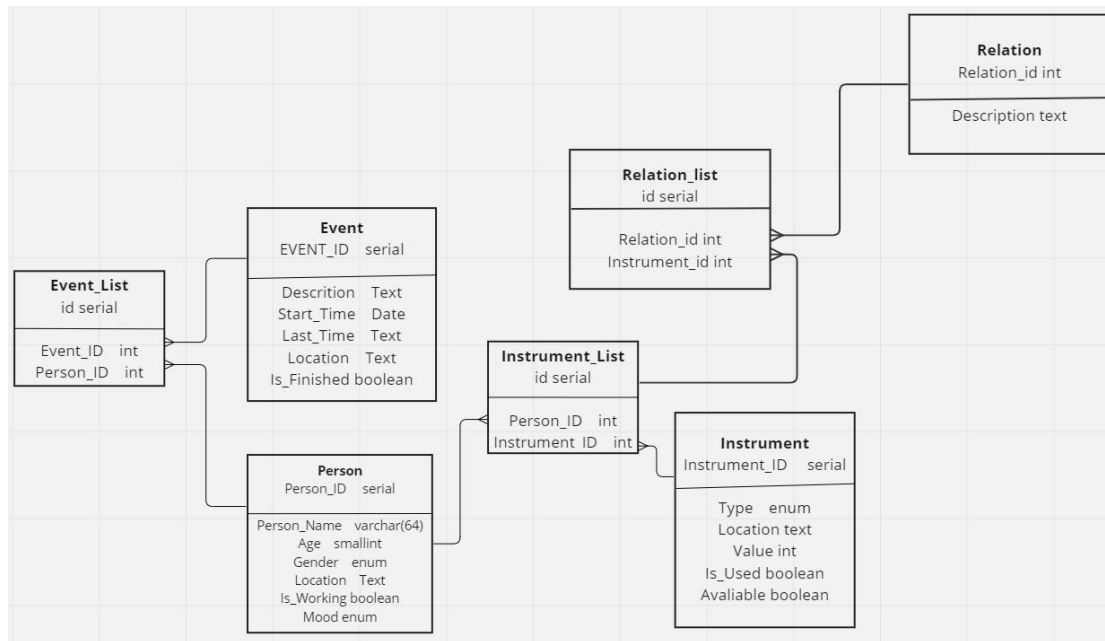 Relation
Relation_id int
Description text
Relation_list
id serial
Relation_id int
Instrument_id int
Event
EVENT_ID serial
Descrition Text
Start_Time Date
Last_Time Text
Location Text
Is_Finished boolean
Event_List
id serial
Event_ID int
Person_ID int
Instrument_List
id serial
Person_ID int
Instrument_ID int
Instrument
Instrument_ID serial
Type enum
Location text
Value int
Is_Used boolean
Avaliable boolean
Person
Person_ID serial
Person_Name varchar(64)
Age smallint
Gender enum
Location Text
Is_Working boolean
Mood enum